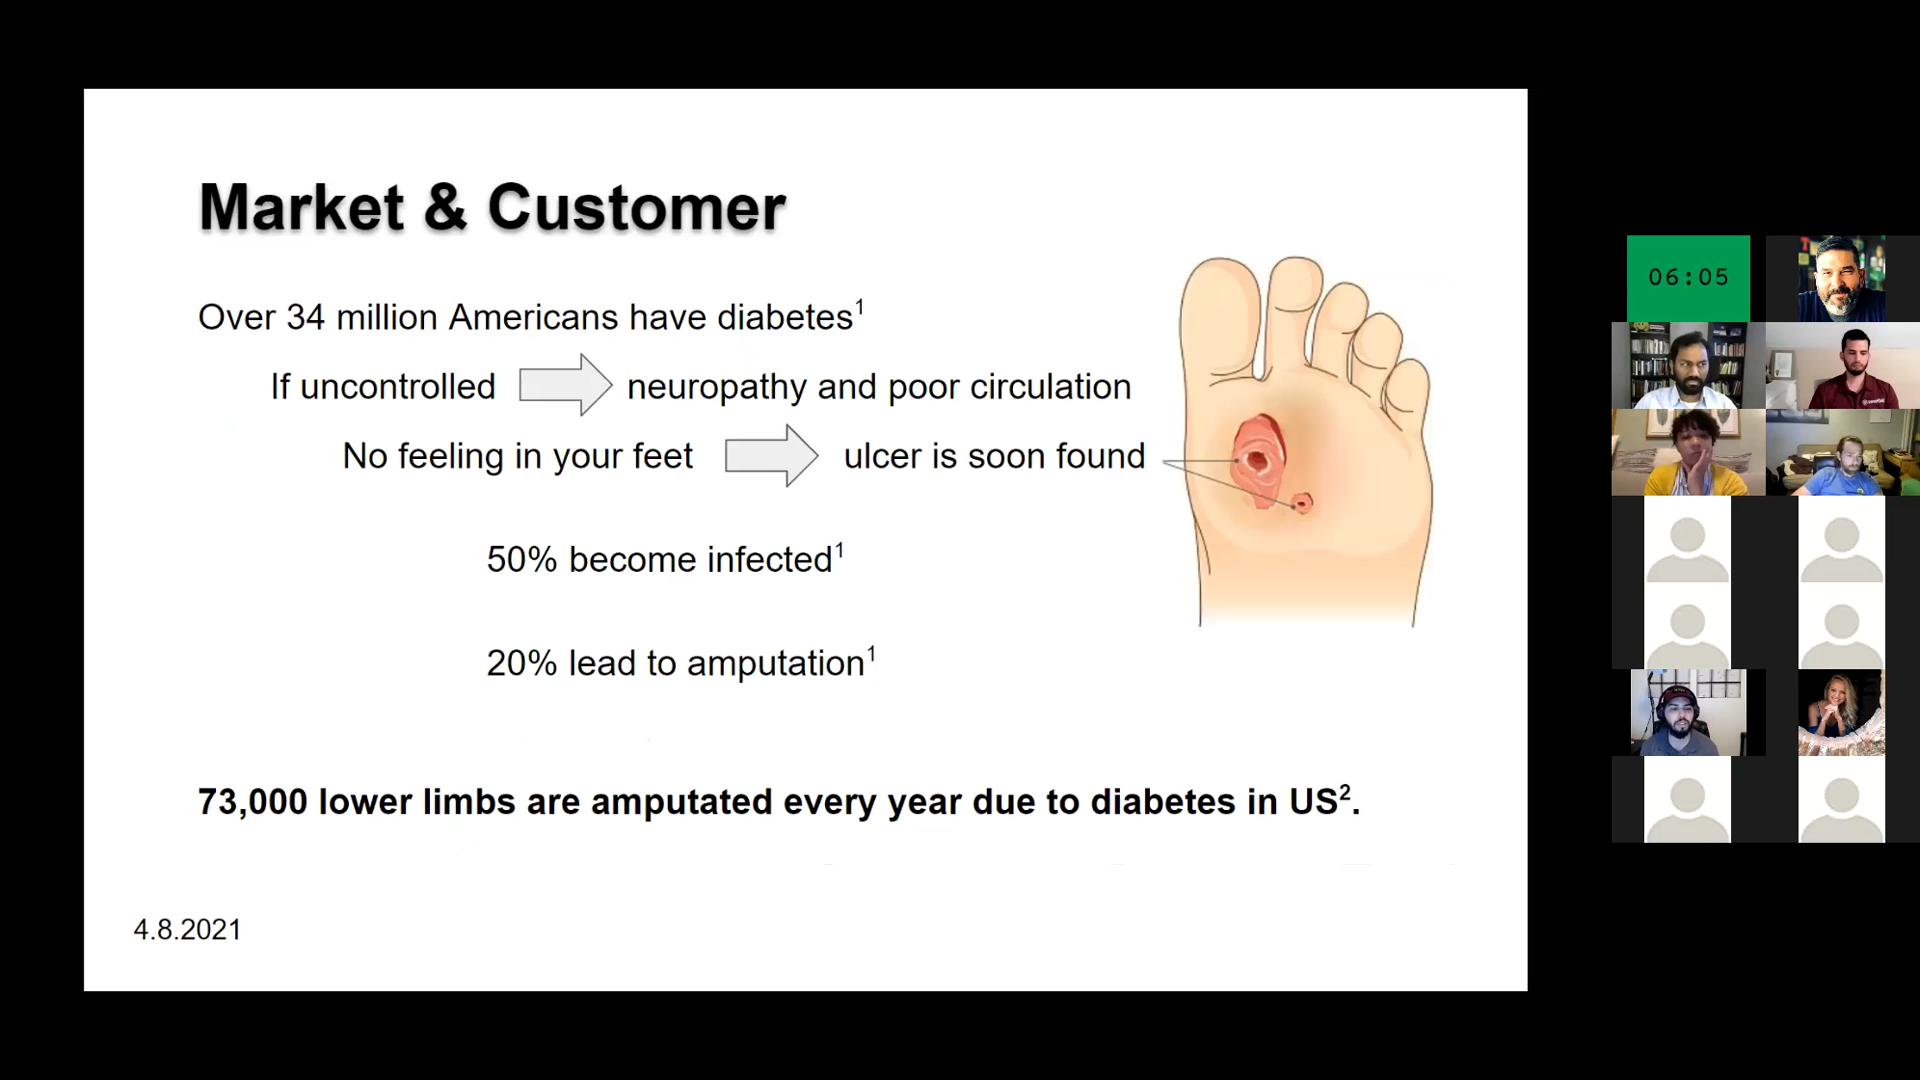 Market & Customer
Over 34 million Americans have diabetes¹
If uncontrolled neuropathy and poor circulation
No feeling in your feet ulcer is soon found
50% become infected¹
20% lead to amputation¹
73,000 lower limbs are amputated every year due to diabetes in US².
4.8.2021
06:05